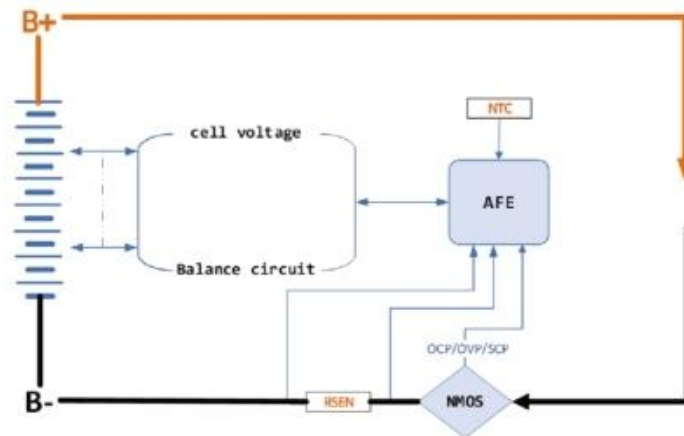 B+
NTC
cell voltage
AFE
Balance circuit
OCP/OVP/SCP
B-
RSEN
NMOS